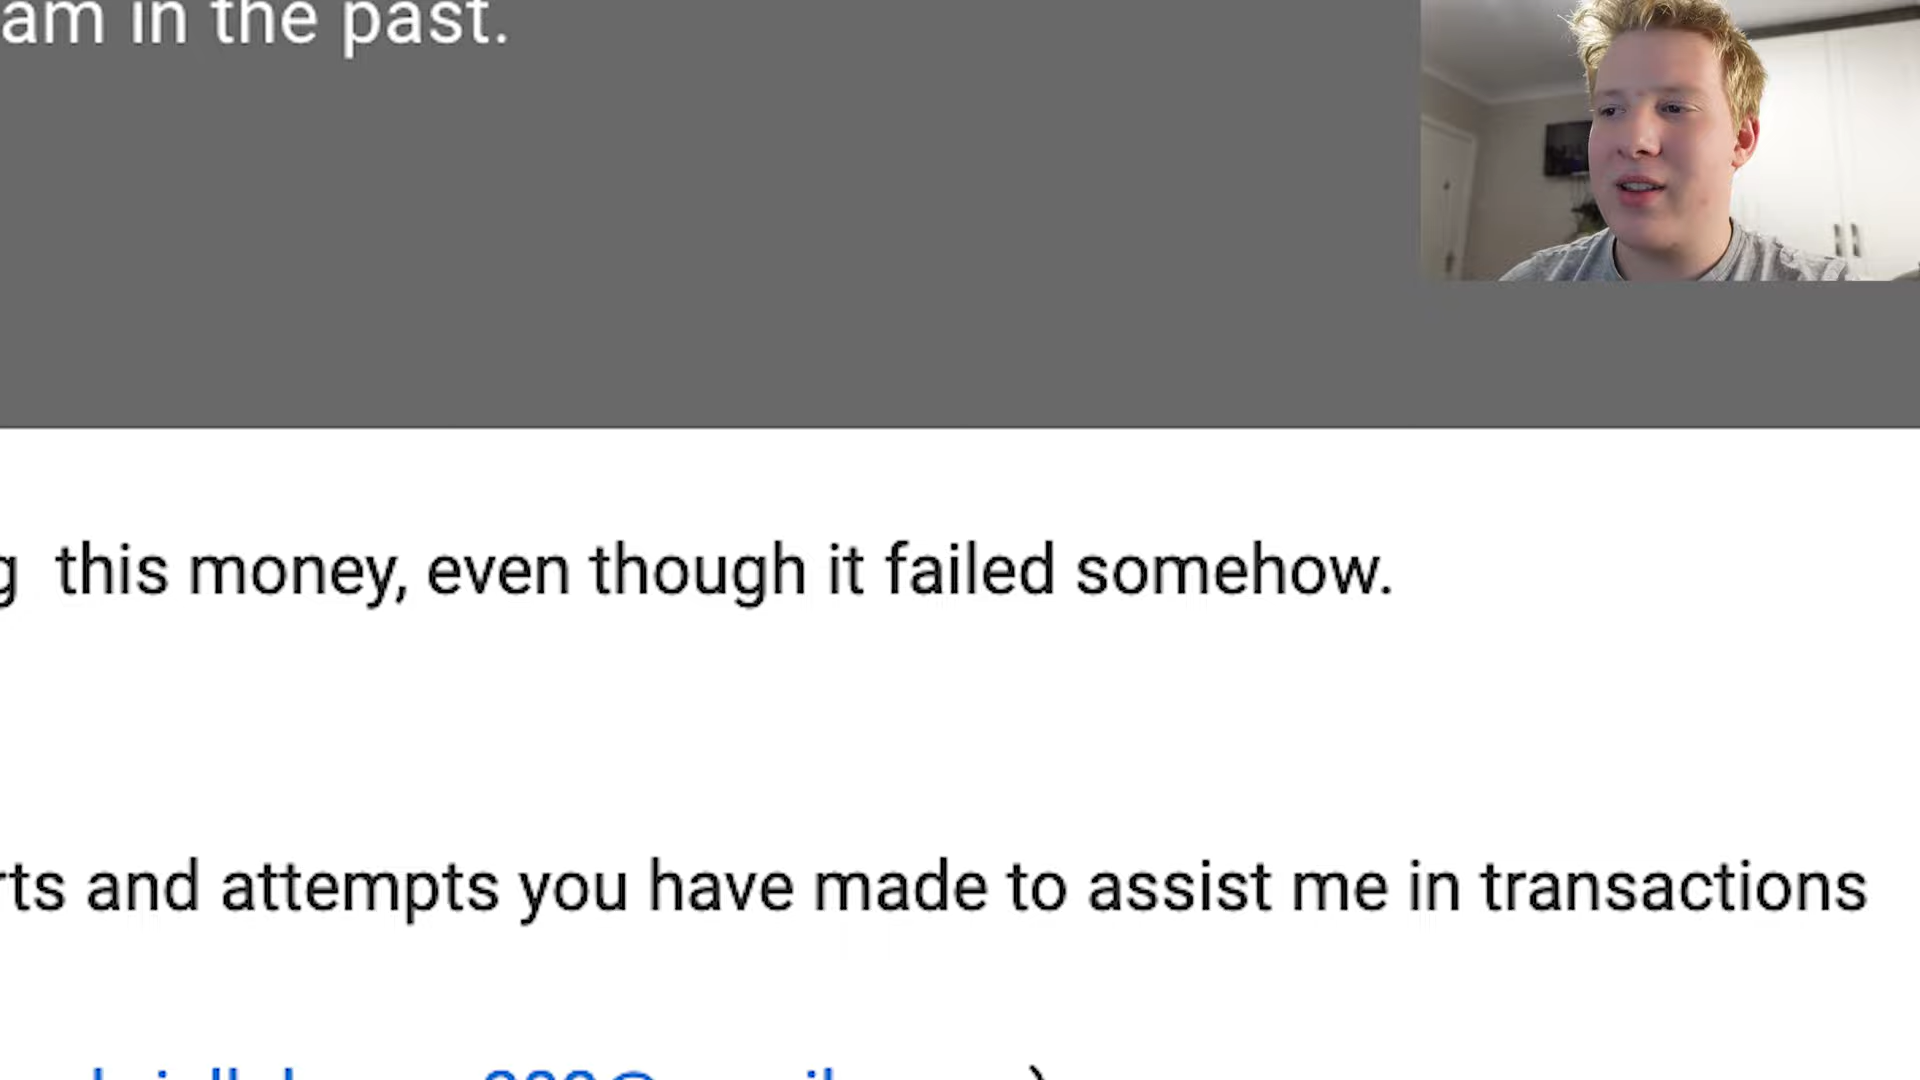 am in the past.
g  this money, even though it failed somehow.
rts and attempts you have made to assist me in transactions